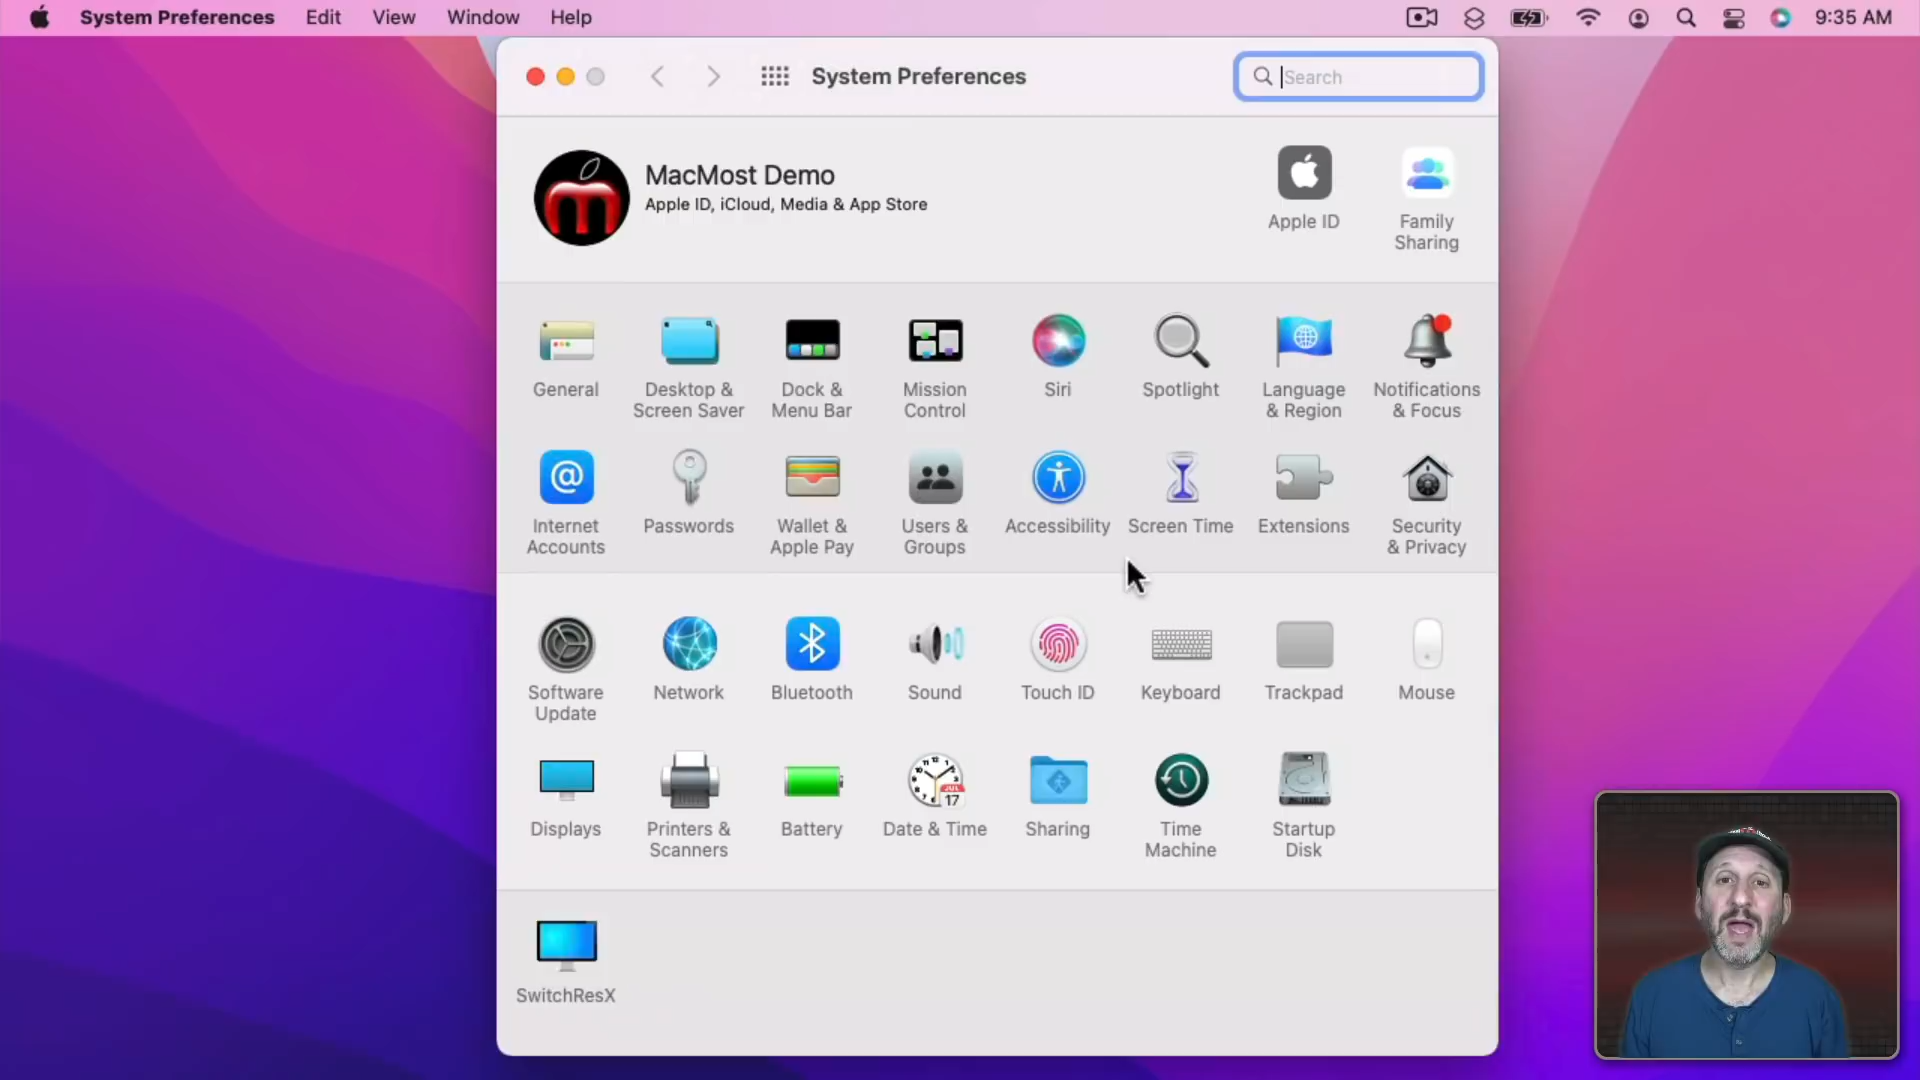 System Preferences Edit View Window Help 9:35 AM
System Preferences
Search
MacMost Demo
Apple ID, iCloud, Media & App Store
Apple ID
Family
Sharing
General
Desktop &
Screen Saver
Dock &
Menu Bar
Mission
Control
Siri
Spotlight
Language
& Region
Notifications
& Focus
Internet
Accounts
Passwords
Wallet &
Apple Pay
Users &
Groups
Accessibility
Screen Time
Extensions
Security
& Privacy
Software
Update
Network
Bluetooth
Sound
Touch ID
Keyboard
Trackpad
Mouse
Displays
Printers &
Scanners
Battery
JUL
17
Date & Time
Sharing
Time
Machine
Startup
Disk
SwitchResX